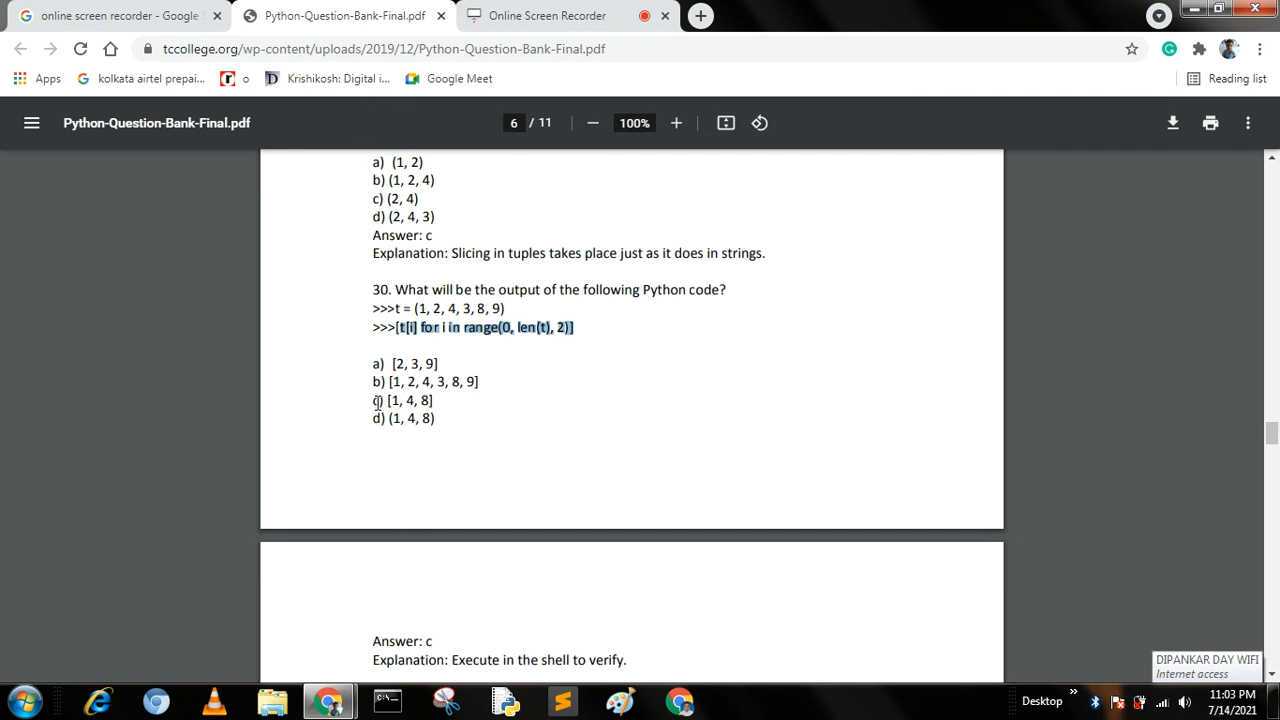 online screen recorder - Google S
Python-Question-Bank-Final.pdf
Online Screen Recorder
tccollege.org/wp-content/uploads/2019/12/Python-Question-Bank-Final.pdf
Apps
kolkata airtel prepai...
o
Krishikosh: Digital i...
Google Meet
Reading list
Python-Question-Bank-Final.pdf
6 / 11
100%
a) (1, 2)
b) (1, 2, 4)
c) (2, 4)
d) (2, 4, 3)
Answer: c
Explanation: Slicing in tuples takes place just as it does in strings.
30. What will be the output of the following Python code?
>>>t = (1, 2, 4, 3, 8, 9)
>>>[t[i] for i in range(0, len(t), 2)]
a) [2, 3, 9]
b) [1, 2, 4, 3, 8, 9]
c) [1, 4, 8]
d) (1, 4, 8)
Answer: c
Explanation: Execute in the shell to verify.
DIPANKAR DAY WIFI
Internet access
Desktop
11:03 PM
7/14/2021